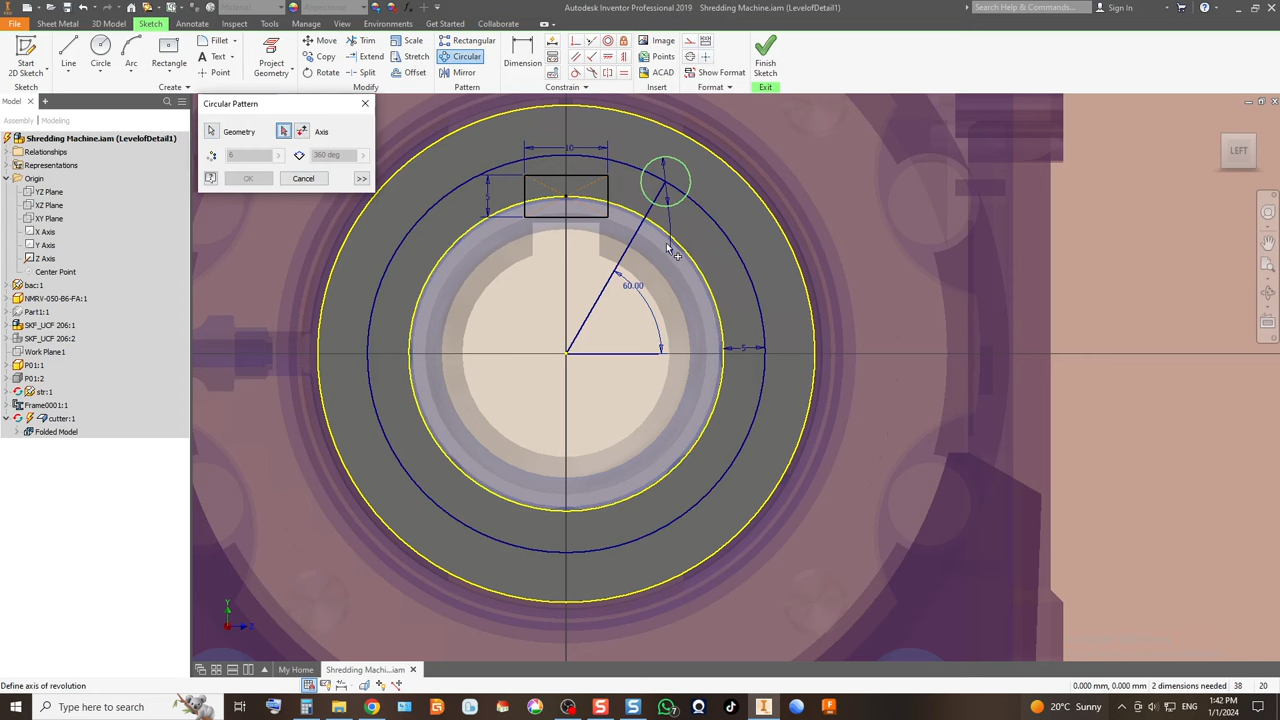 Autodesk Inventor Professional 2019   Shredding Machine.iam (LevelofDetail1)
Search Help & Commands...
Sign In
File Sheet Metal 3D Model Sketch Annotate Inspect Tools Manage View Environments Get Started Electromechanical Collaborate
Start
2D Sketch
Line
Circle
Arc
Rectangle
Fillet
Text
Point
Project
Geometry
Move
Copy
Rotate
Trim
Extend
Split
Scale
Stretch
Offset
Rectangular
Circular
Mirror
Dimension
Image
Points
ACAD
Show Format
Finish
Sketch
Sketch Create Modify Pattern Constrain Insert Format Exit
Model
Assembly Modeling
Shredding Machine.iam (LevelofDetail1)
Relationships
Representations
Origin
YZ Plane
XZ Plane
XY Plane
X Axis
Y Axis
Z Axis
Center Point
bac:1
NMRV-050-B6-FA:1
Part1:1
SKF_UCF 206:1
SKF_UCF 206:2
Work Plane1
P01:1
P01:2
str:1
Frame0001:1
cutter:1
Folded Model
Circular Pattern
Geometry
Axis
6
360 deg
OK
Cancel
>>
10
60.00
5
LEFT
Y
Z
My Home
Shredding Machi...iam
Define axis of revolution
0.000 mm, 0.000 mm 2 dimensions needed 38 20
Type here to search
20°C Sunny
ENG
1:42 PM
1/1/2024